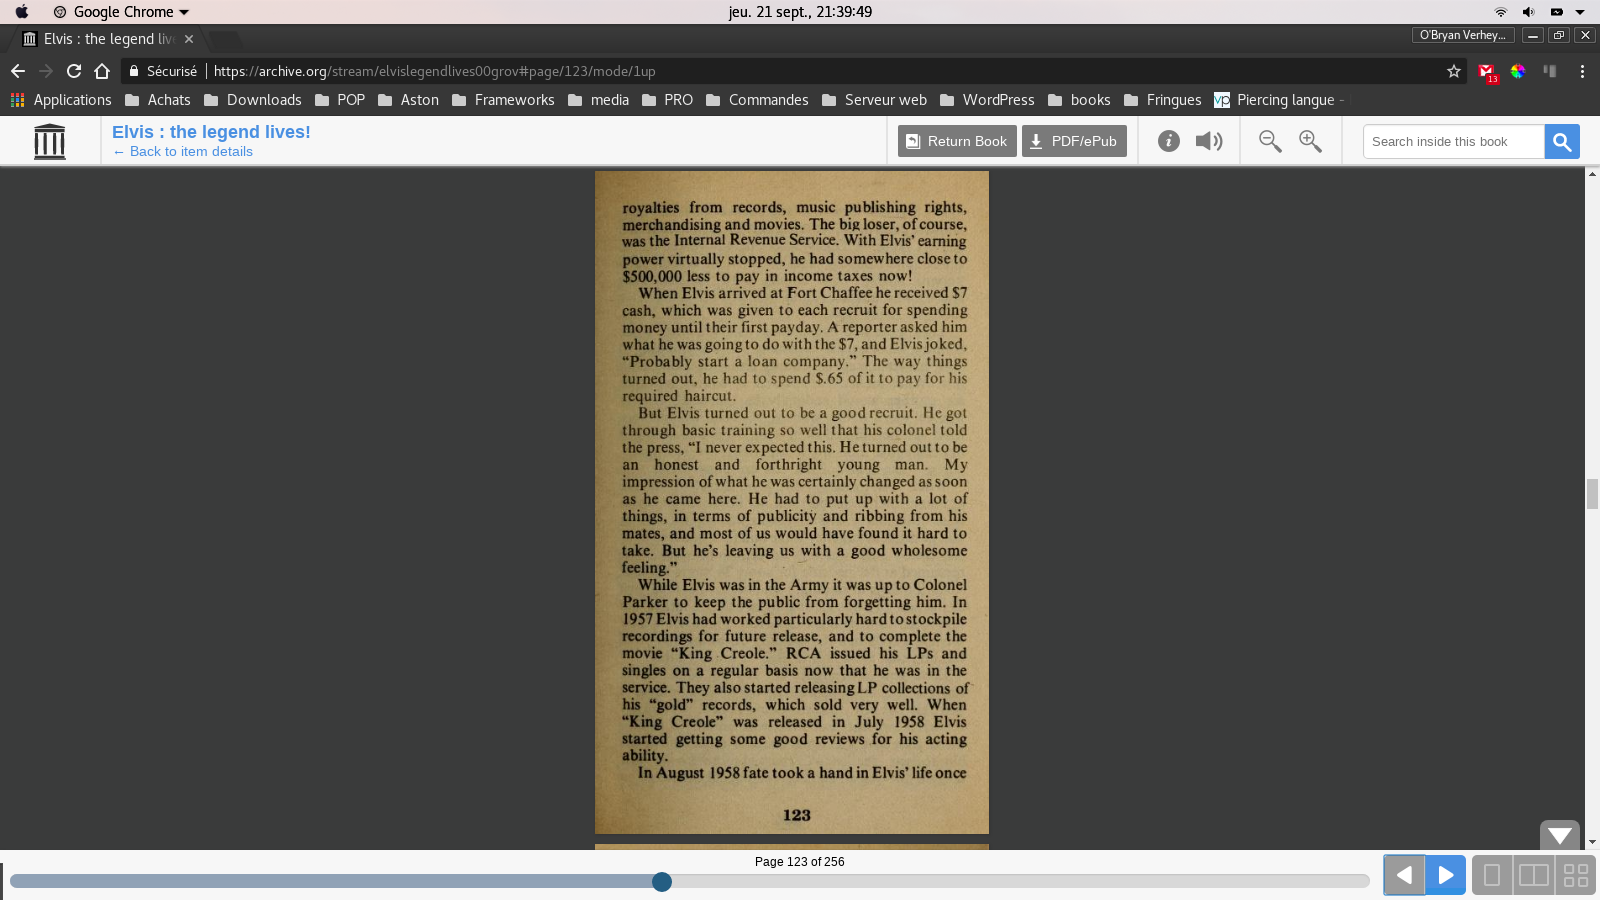 Google Chrome
jeu. 21 sept., 21:39:49
Elvis : the legend live
O'Bryan Verhey...
Sécurisé
https://archive.org/stream/elvislegendlives00grov#page/123/mode/1up
13
Applications
Achats
Downloads
POP
Aston
Frameworks
media
PRO
Commandes
Serveur web
WordPress
books
Fringues
vp
Piercing langue -
Elvis : the legend lives!
← Back to item details
Return Book
PDF/ePub
Search inside this book
royalties from records, music publishing rights,
merchandising and movies. The big loser, of course,
was the Internal Revenue Service. With Elvis' earning
power virtually stopped, he had somewhere close to
$500,000 less to pay in income taxes now!
When Elvis arrived at Fort Chaffee he received $7
cash, which was given to each recruit for spending
money until their first payday. A reporter asked him
what he was going to do with the $7, and Elvis joked,
“Probably start a loan company.” The way things
turned out, he had to spend $.65 of it to pay for his
required haircut.
But Elvis turned out to be a good recruit. He got
through basic training so well that his colonel told
the press, “I never expected this. He turned out to be
an honest and forthright young man. My
impression of what he was certainly changed as soon
as he came here. He had to put up with a lot of
things, in terms of publicity and ribbing from his
mates, and most of us would have found it hard to
take. But he's leaving us with a good wholesome
feeling.”
While Elvis was in the Army it was up to Colonel
Parker to keep the public from forgetting him. In
1957 Elvis had worked particularly hard to stockpile
recordings for future release, and to complete the
movie “King Creole.” RCA issued his LPs and
singles on a regular basis now that he was in the
service. They also started releasing LP collections of
his “gold” records, which sold very well. When
“King Creole” was released in July 1958 Elvis
started getting some good reviews for his acting
ability.
In August 1958 fate took a hand in Elvis' life once
123
Page 123 of 256